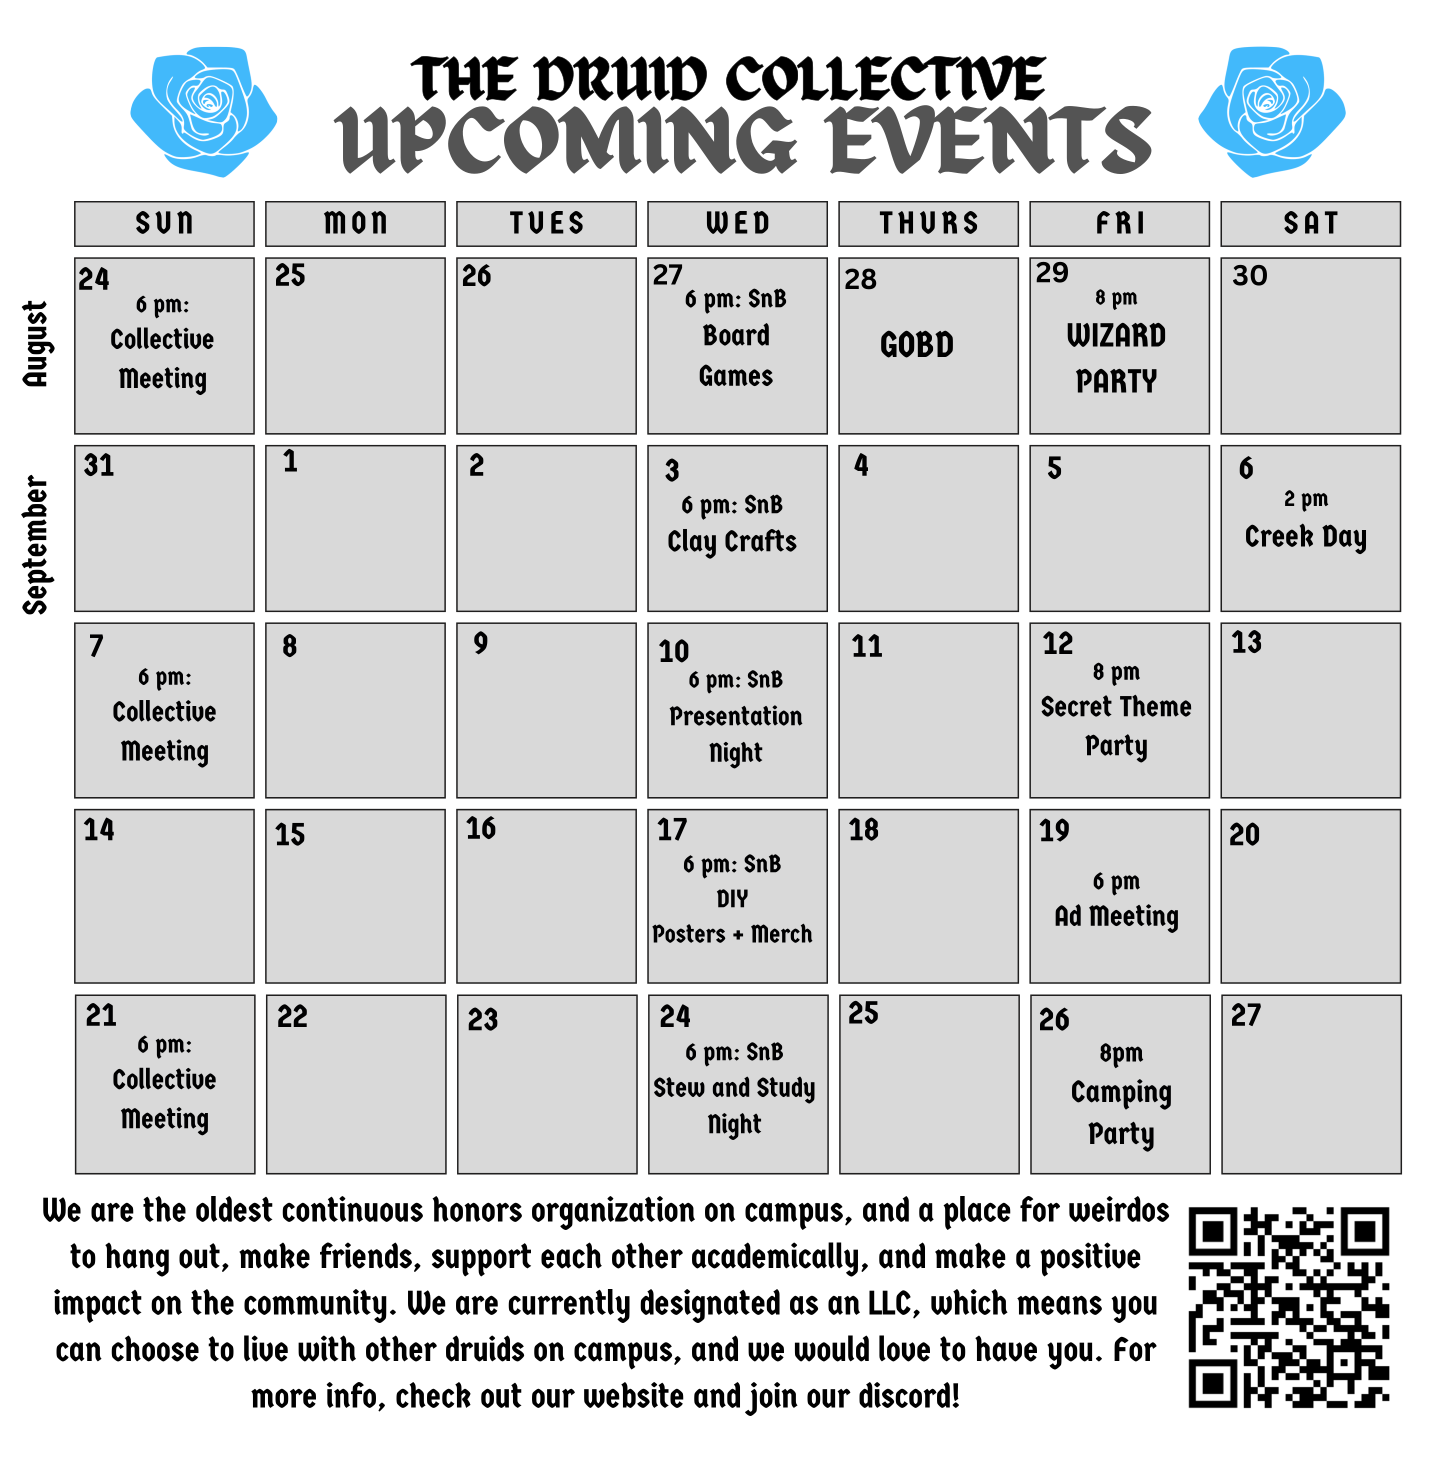 THE DRUID COLLECTIVE
UPCOMING EVENTS
SUN MON TUES WED THURS FRI SAT
August
24
6 pm:
Collective
Meeting
25
26
27
6 pm: SnB
Board
Games
28
GOBD
29
8 pm
WIZARD
PARTY
30
September
31
1
2
3
6 pm: SnB
Clay Crafts
4
5
6
2 pm
Creek Day
7
6 pm:
Collective
Meeting
8
9
10
6 pm: SnB
Presentation
Night
11
12
8 pm
Secret Theme
Party
13
14
15
16
17
6 pm: SnB
DIY
Posters + Merch
18
19
6 pm
Ad Meeting
20
21
6 pm:
Collective
Meeting
22
23
24
6 pm: SnB
Stew and Study
Night
25
26
8pm
Camping
Party
27
We are the oldest continuous honors organization on campus, and a place for weirdos
to hang out, make friends, support each other academically, and make a positive
impact on the community. We are currently designated as an LLC, which means you
can choose to live with other druids on campus, and we would love to have you. For
more info, check out our website and join our discord!